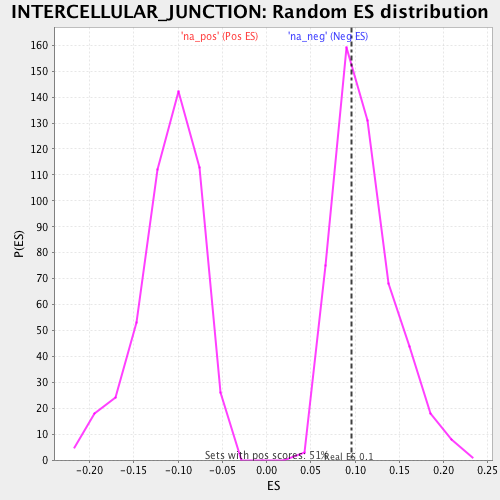 INTERCELLULAR_JUNCTION: Random ES distribution
'na_pos' (Pos ES) 'na_neg' (Neg ES)
160
150
140
130
120
110
100
90
80
70
60
50
40
30
20
10
0
P(ES)
Sets with pos scores: 51%
Real ES 0.1
-0.20 -0.15 -0.10 -0.05 0.00 0.05 0.10 0.15 0.20 0.25
ES